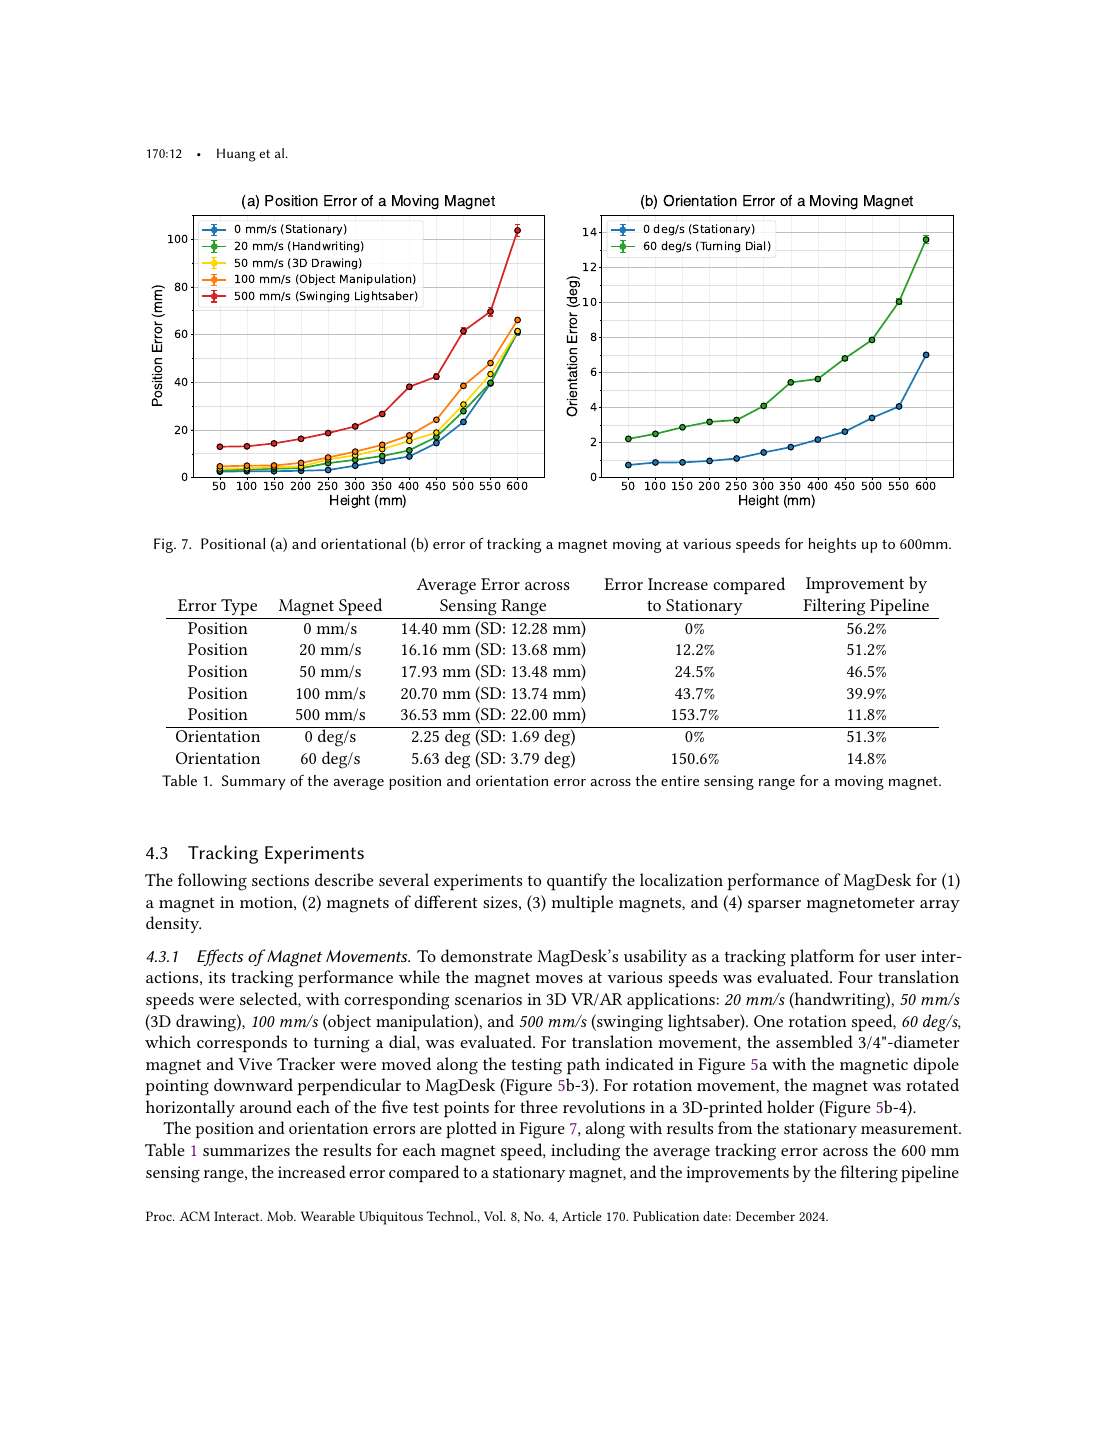 170:12 • Huang et al.
(a) Position Error of a Moving Magnet
0 mm/s (Stationary)
20 mm/s (Handwriting)
50 mm/s (3D Drawing)
100 mm/s (Object Manipulation)
500 mm/s (Swinging Lightsaber)
Position Error (mm)
100
80
60
40
20
0
50 100 150 200 250 300 350 400 450 500 550 600
Height (mm)
(b) Orientation Error of a Moving Magnet
0 deg/s (Stationary)
60 deg/s (Turning Dial)
Orientation Error (deg)
14
12
10
8
6
4
2
0
50 100 150 200 250 300 350 400 450 500 550 600
Height (mm)
Fig. 7. Positional (a) and orientational (b) error of tracking a magnet moving at various speeds for heights up to 600mm.
Average Error across Error Increase compared Improvement by
Error Type Magnet Speed Sensing Range to Stationary Filtering Pipeline
Position 0 mm/s 14.40 mm (SD: 12.28 mm) 0% 56.2%
Position 20 mm/s 16.16 mm (SD: 13.68 mm) 12.2% 51.2%
Position 50 mm/s 17.93 mm (SD: 13.48 mm) 24.5% 46.5%
Position 100 mm/s 20.70 mm (SD: 13.74 mm) 43.7% 39.9%
Position 500 mm/s 36.53 mm (SD: 22.00 mm) 153.7% 11.8%
Orientation 0 deg/s 2.25 deg (SD: 1.69 deg) 0% 51.3%
Orientation 60 deg/s 5.63 deg (SD: 3.79 deg) 150.6% 14.8%
Table 1. Summary of the average position and orientation error across the entire sensing range for a moving magnet.
4.3 Tracking Experiments
The following sections describe several experiments to quantify the localization performance of MagDesk for (1)
a magnet in motion, (2) magnets of different sizes, (3) multiple magnets, and (4) sparser magnetometer array
density.
4.3.1 Effects of Magnet Movements. To demonstrate MagDesk's usability as a tracking platform for user inter-
actions, its tracking performance while the magnet moves at various speeds was evaluated. Four translation
speeds were selected, with corresponding scenarios in 3D VR/AR applications: 20 mm/s (handwriting), 50 mm/s
(3D drawing), 100 mm/s (object manipulation), and 500 mm/s (swinging lightsaber). One rotation speed, 60 deg/s,
which corresponds to turning a dial, was evaluated. For translation movement, the assembled 3/4"-diameter
magnet and Vive Tracker were moved along the testing path indicated in Figure 5a with the magnetic dipole
pointing downward perpendicular to MagDesk (Figure 5b-3). For rotation movement, the magnet was rotated
horizontally around each of the five test points for three revolutions in a 3D-printed holder (Figure 5b-4).
The position and orientation errors are plotted in Figure 7, along with results from the stationary measurement.
Table 1 summarizes the results for each magnet speed, including the average tracking error across the 600 mm
sensing range, the increased error compared to a stationary magnet, and the improvements by the filtering pipeline
Proc. ACM Interact. Mob. Wearable Ubiquitous Technol., Vol. 8, No. 4, Article 170. Publication date: December 2024.